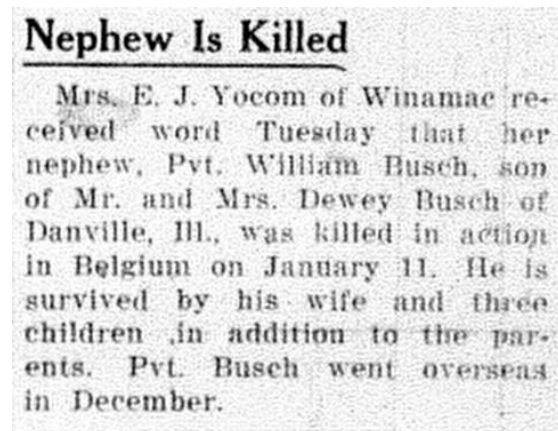 Nephew Is Killed
Mrs. E. J. Yocom of Winamac re-
ceived word Tuesday that her
nephew, Pvt. William Busch, son
of Mr. and Mrs. Dewey Busch of
Danville, Ill., was killed in action
in Belgium on January 11. He is
survived by his wife and three
children ,in addition to the par-
ents. Pvt. Busch went overseas
in December.